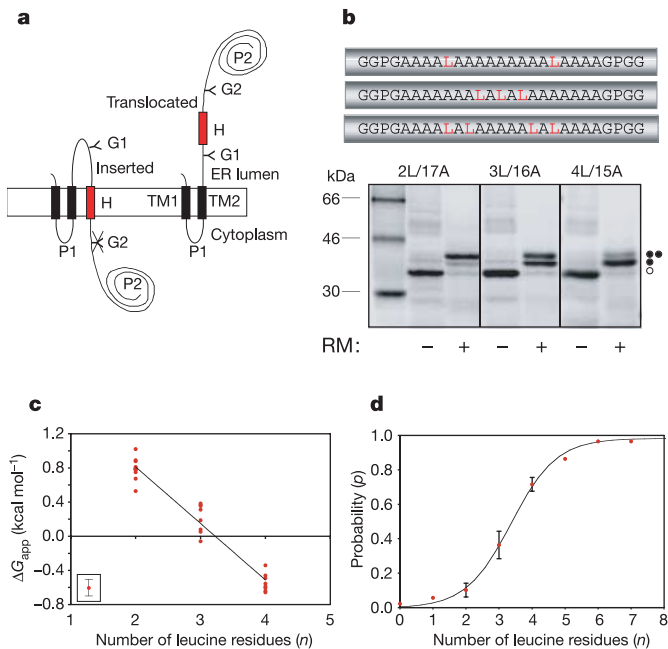 a
P2
G2
Translocated
H
G1
G1
Inserted
ER lumen
TM1
TM2
H
Cytoplasm
G2
P1
P1
P2
b
GGPGAAAALAAAAAAAAALAAAAGPGG
GGPGAAAAAAALALALAAAAAAAGPGG
GGPGAAAALALAAAAALALAAAAGPGG
kDa
2L/17A
3L/16A
4L/15A
66
46
30
RM:
− + − + − +
c
ΔGapp (kcal mol−1)
1.2
0.8
0.4
0.0
−0.4
−0.8
1 2 3 4 5
Number of leucine residues (n)
d
Probability (p)
1.0
0.8
0.6
0.4
0.2
0.0
0 1 2 3 4 5 6 7 8
Number of leucine residues (n)